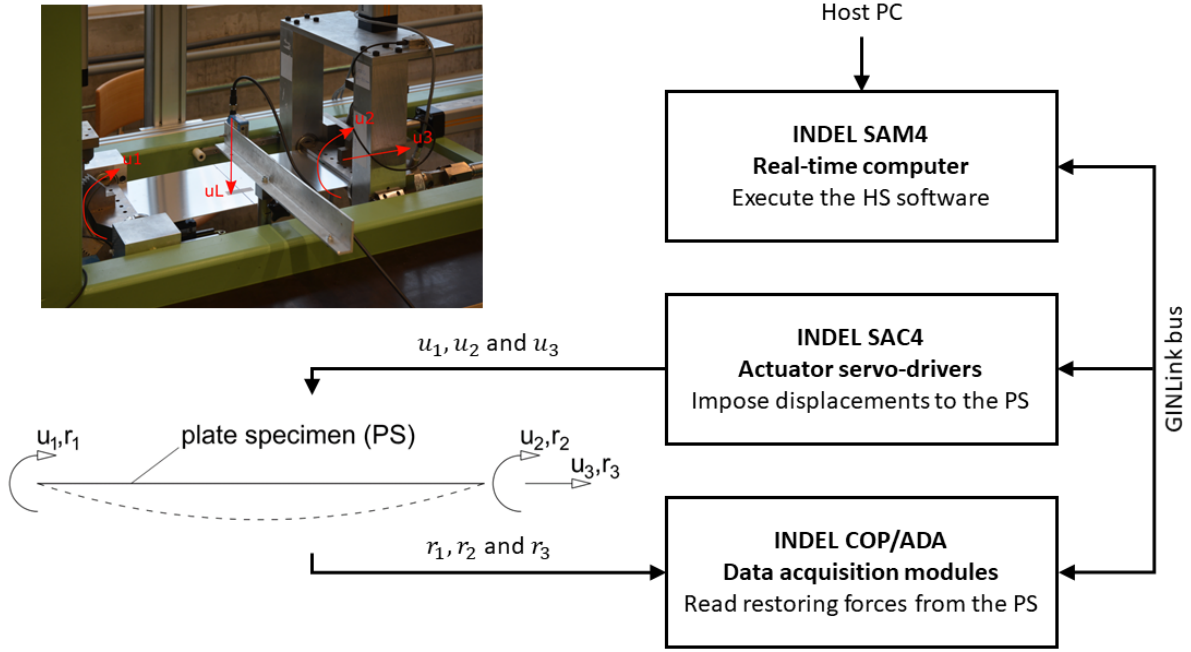 Host PC
u1
uL
u2
u3
INDEL SAM4
Real-time computer
Execute the HS software
GINLink bus
INDEL SAC4
Actuator servo-drivers
Impose displacements to the PS
u₁, u₂ and u₃
plate specimen (PS)
u₁,r₁
u₂,r₂
u₃,r₃
r₁, r₂ and r₃
INDEL COP/ADA
Data acquisition modules
Read restoring forces from the PS